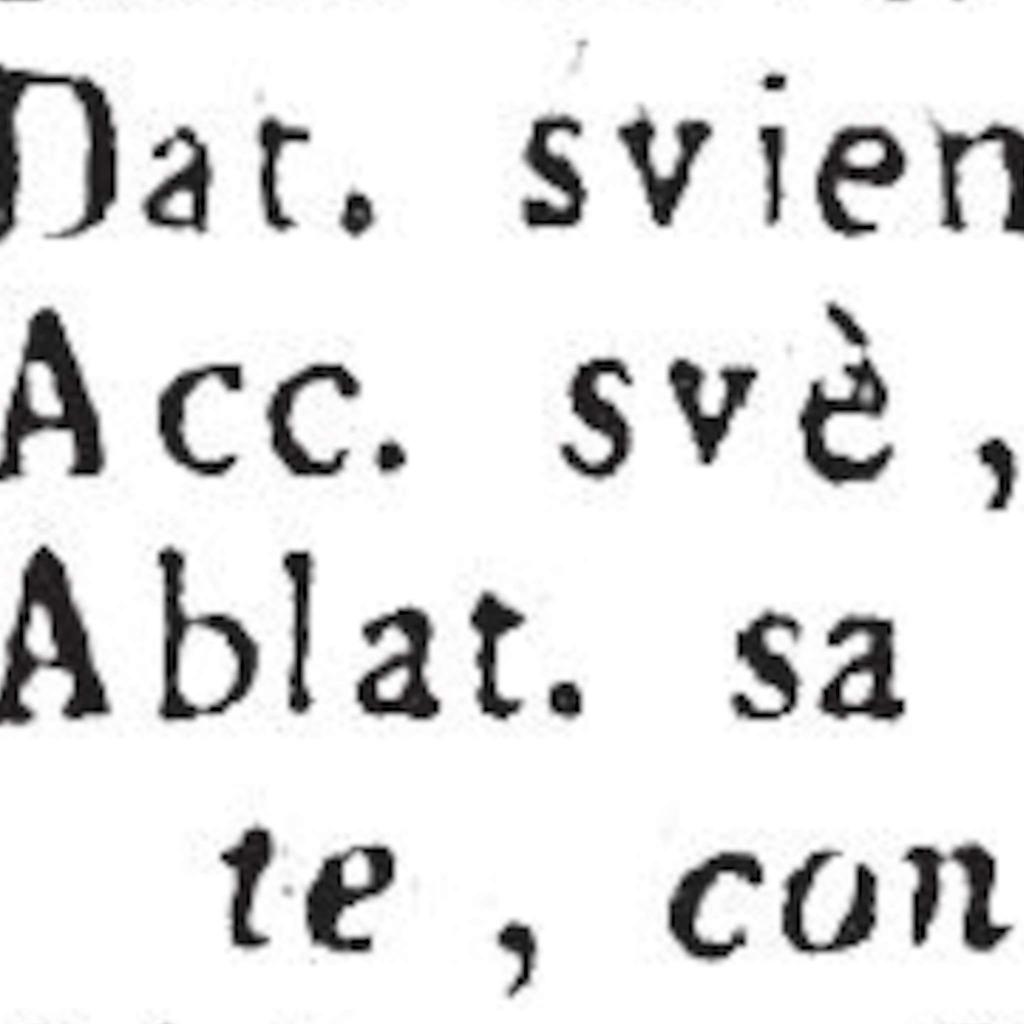 Dat. svien
Acc. svè,
Ablat. sa
te, con